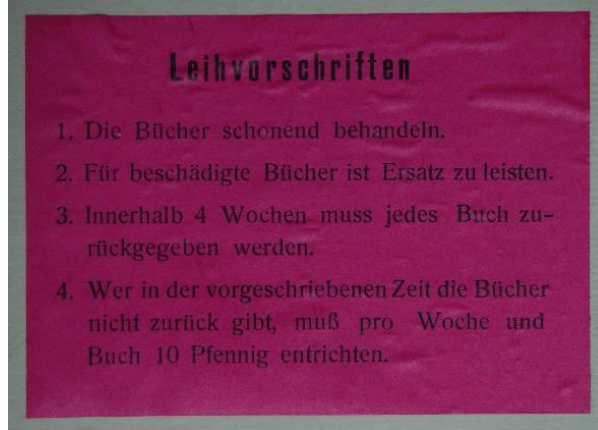 Leihvorschriften
1. Die Bücher schonend behandeln.
2. Für beschädigte Bücher ist Ersatz zu leisten.
3. Innerhalb 4 Wochen muss jedes Buch zu-
rückgegeben werden.
4. Wer in der vorgeschriebenen Zeit die Bücher
nicht zurück gibt, muß pro Woche und
Buch 10 Pfennig entrichten.